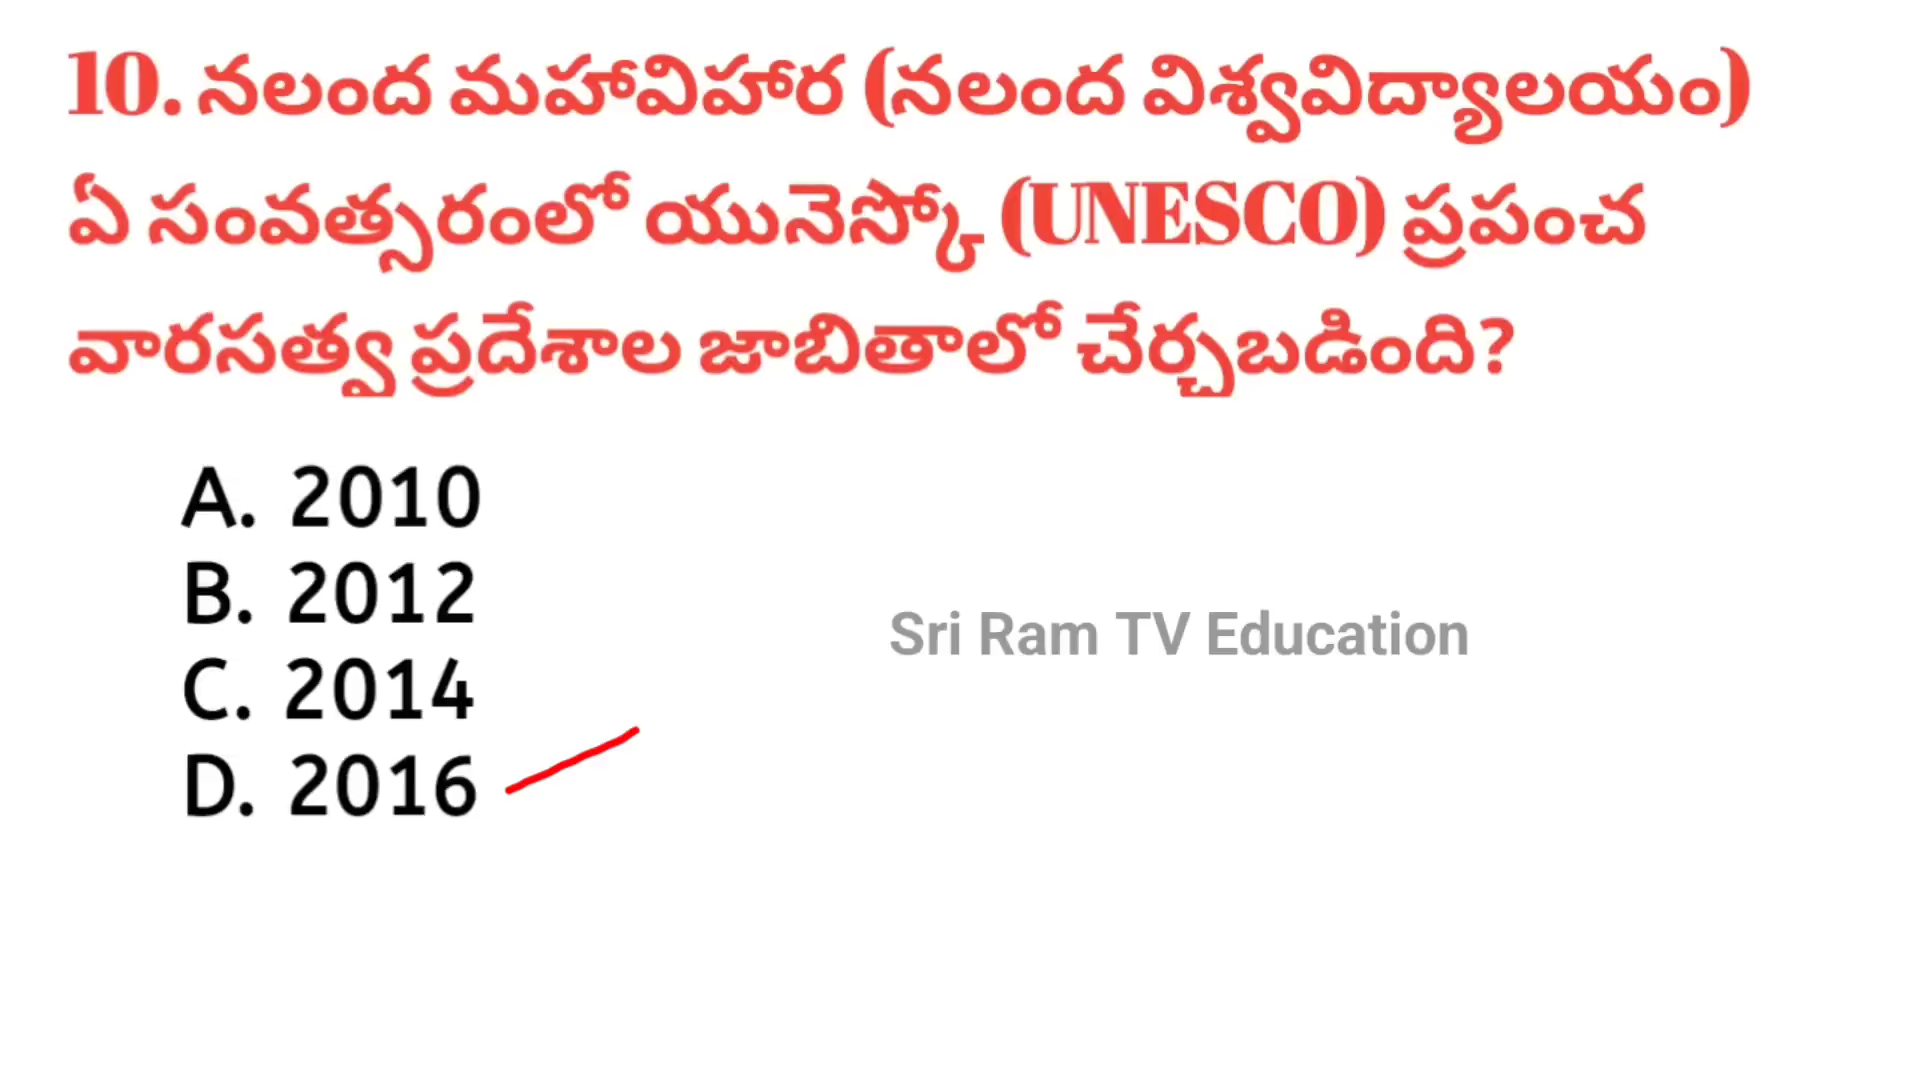 10. నలంద మహావిహార (నలంద విశ్వవిద్యాలయం)
ఏ సంవత్సరంలో యునెస్కో (UNESCO) ప్రపంచ
వారసత్వ ప్రదేశాల జాబితాలో చేర్చబడింది?
A. 2010
B. 2012
C. 2014
D. 2016
Sri Ram TV Education